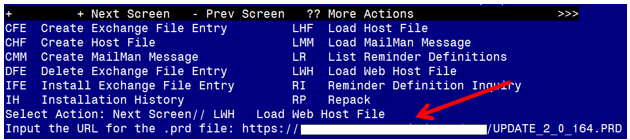 + + Next Screen - Prev Screen ?? More Actions >>>
CFE Create Exchange File Entry LHF Load Host File
CHF Create Host File LMM Load MailMan Message
CMM Create MailMan Message LR List Reminder Definitions
DFE Delete Exchange File Entry LWH Load Web Host File
IFE Install Exchange File Entry RI Reminder Definition Inquiry
IH Installation History RP Repack
Select Action: Next Screen// LWH Load Web Host File
Input the URL for the .prd file: https:// /UPDATE_2_0_164.PRD